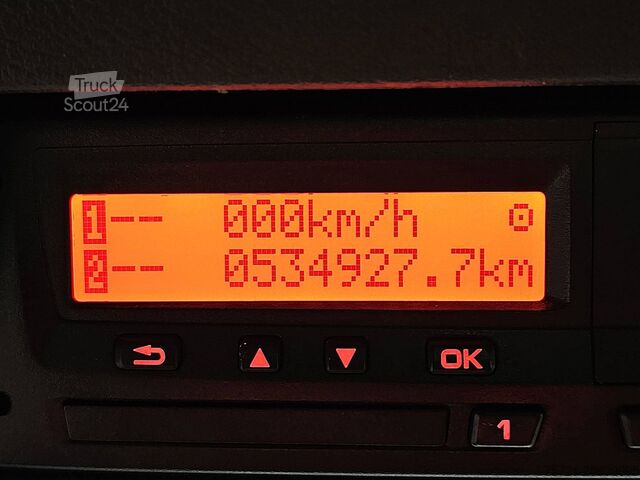 Truck
Scout24
1-- 000km/h
2-- 0534927.7km
OK
1